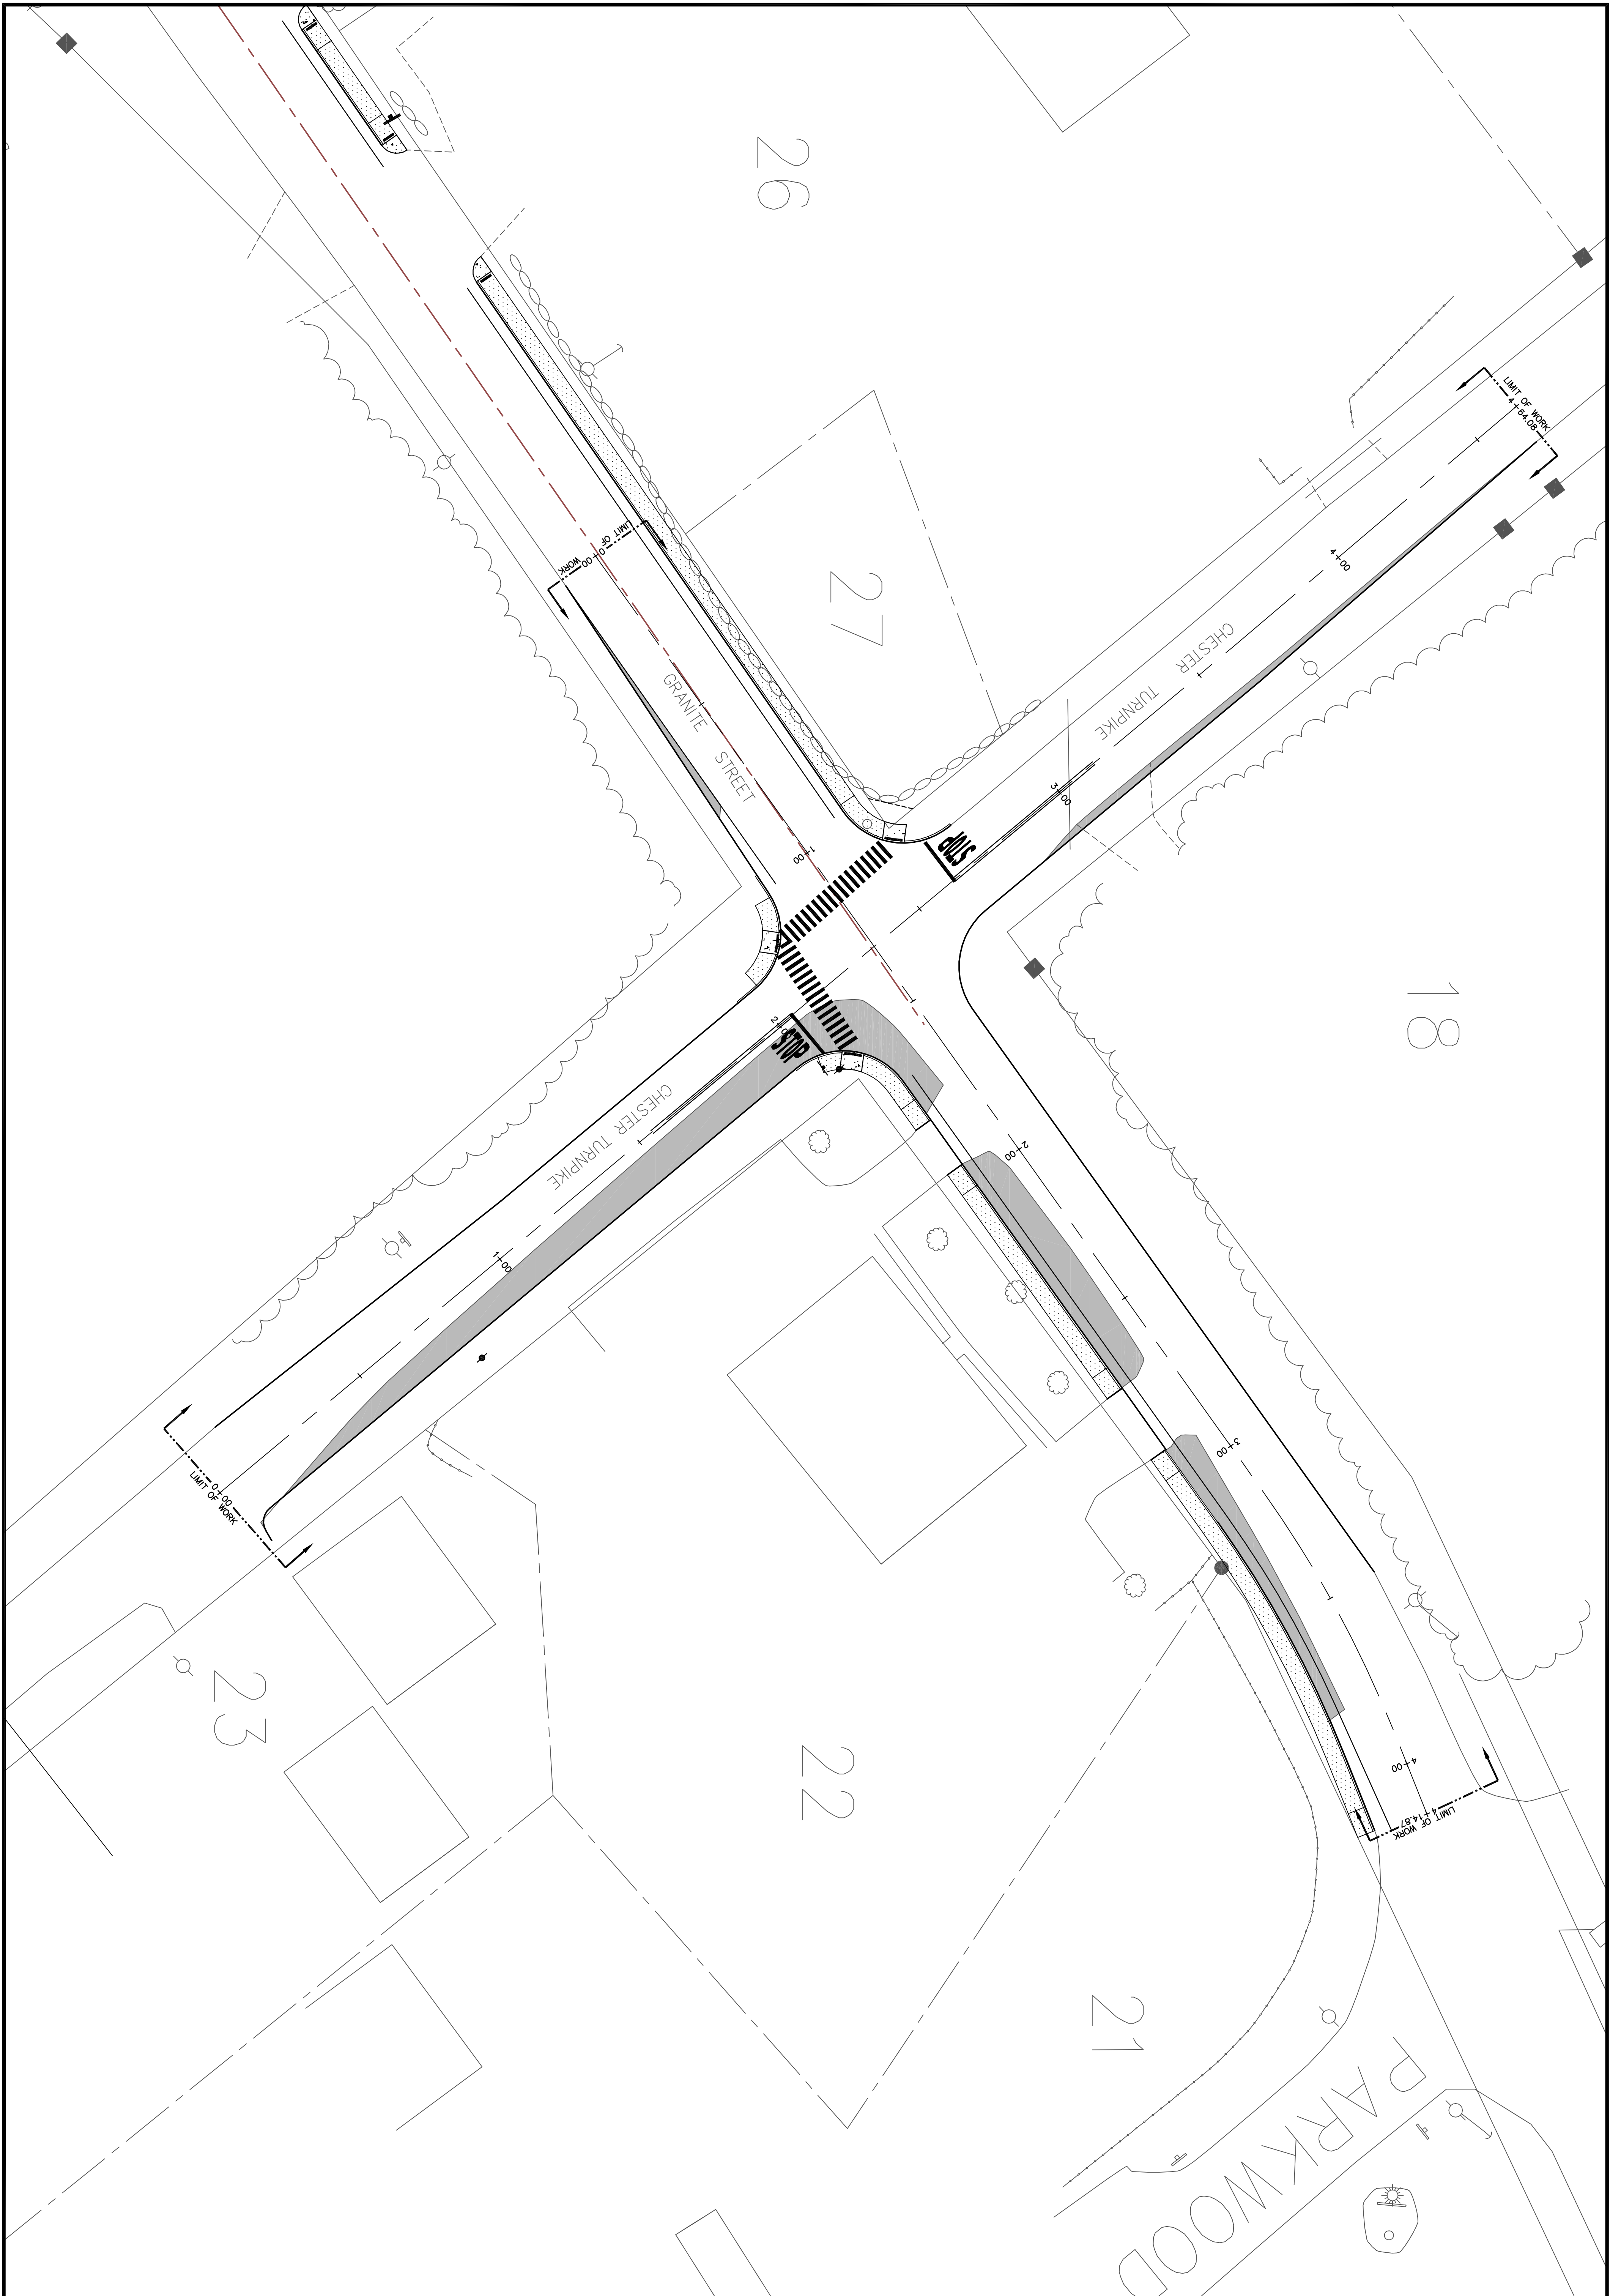 26
LIMIT OF WORK
4+64.08
27
LIMIT OF
0+00
WORK
4+00
CHESTER TURNPIKE
GRANITE STREET
3+00
STOP
1+00
18
2+0
STOP
CHESTER TURNPIKE
2+00
1+00
3+00
0+00
LIMIT OF WORK
23
22
4+00
4+14.87
LIMIT OF WORK
21
PARKWOOD